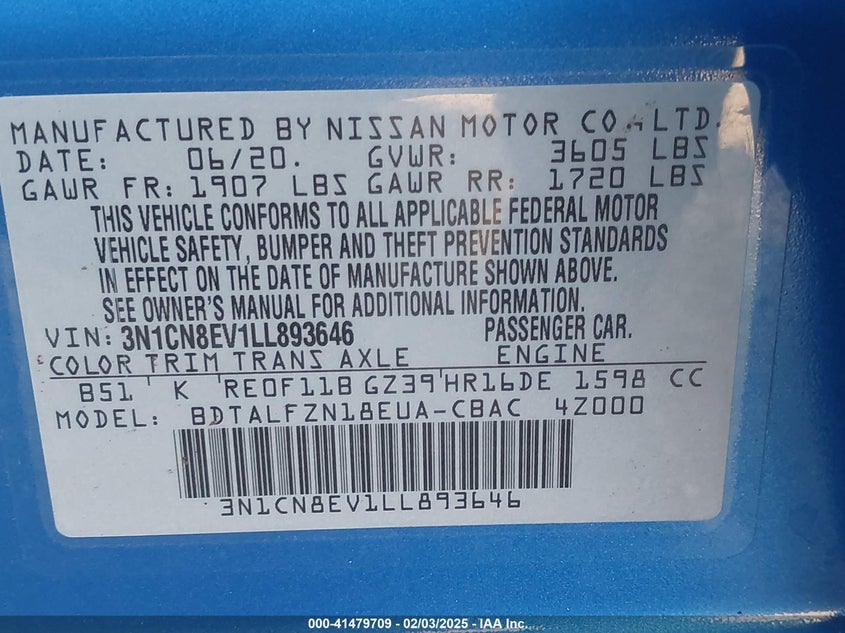 MANUFACTURED BY NISSAN MOTOR CO., LTD.
DATE: 06/20. GVWR: 3605 LBS
GAWR FR: 1907 LBS GAWR RR: 1720 LBS
THIS VEHICLE CONFORMS TO ALL APPLICABLE FEDERAL MOTOR
VEHICLE SAFETY, BUMPER AND THEFT PREVENTION STANDARDS
IN EFFECT ON THE DATE OF MANUFACTURE SHOWN ABOVE.
SEE OWNER'S MANUAL FOR ADDITIONAL INFORMATION.
VIN: 3N1CN8EV1LL893646 PASSENGER CAR.
COLOR TRIM TRANS AXLE ENGINE
B51 K RE0F11B GZ39 HR16DE 1598 CC
MODEL: BDTALFZN18EUA-CBAC 4Z000
3N1CN8EV1LL893646
000-41479709 - 02/03/2025 - IAA Inc.